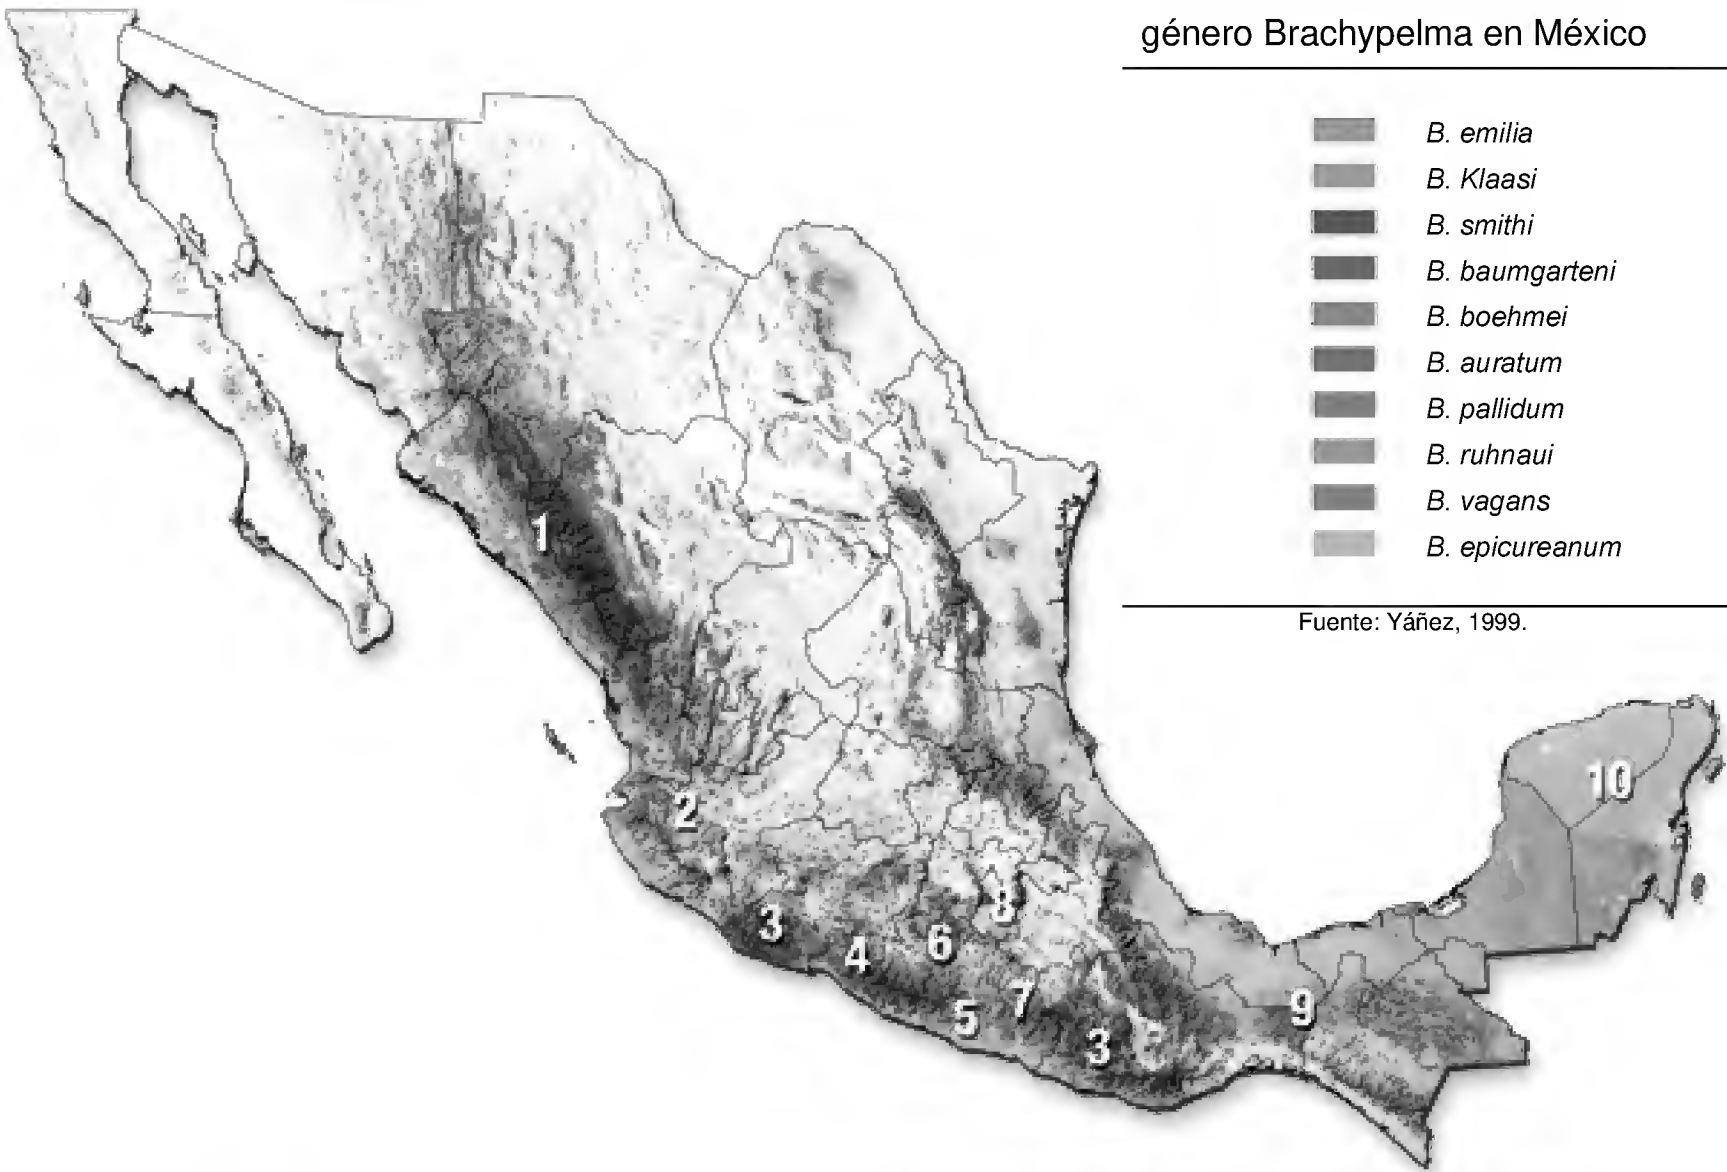 género Brachypelma en México
B. emilia
B. Klaasi
B. smithi
B. baumgarteni
B. boehmei
B. auratum
B. pallidum
B. ruhnaui
B. vagans
B. epicureanum
Fuente: Yáñez, 1999.
1
2
10
3
8
4
6
7
5
9
3